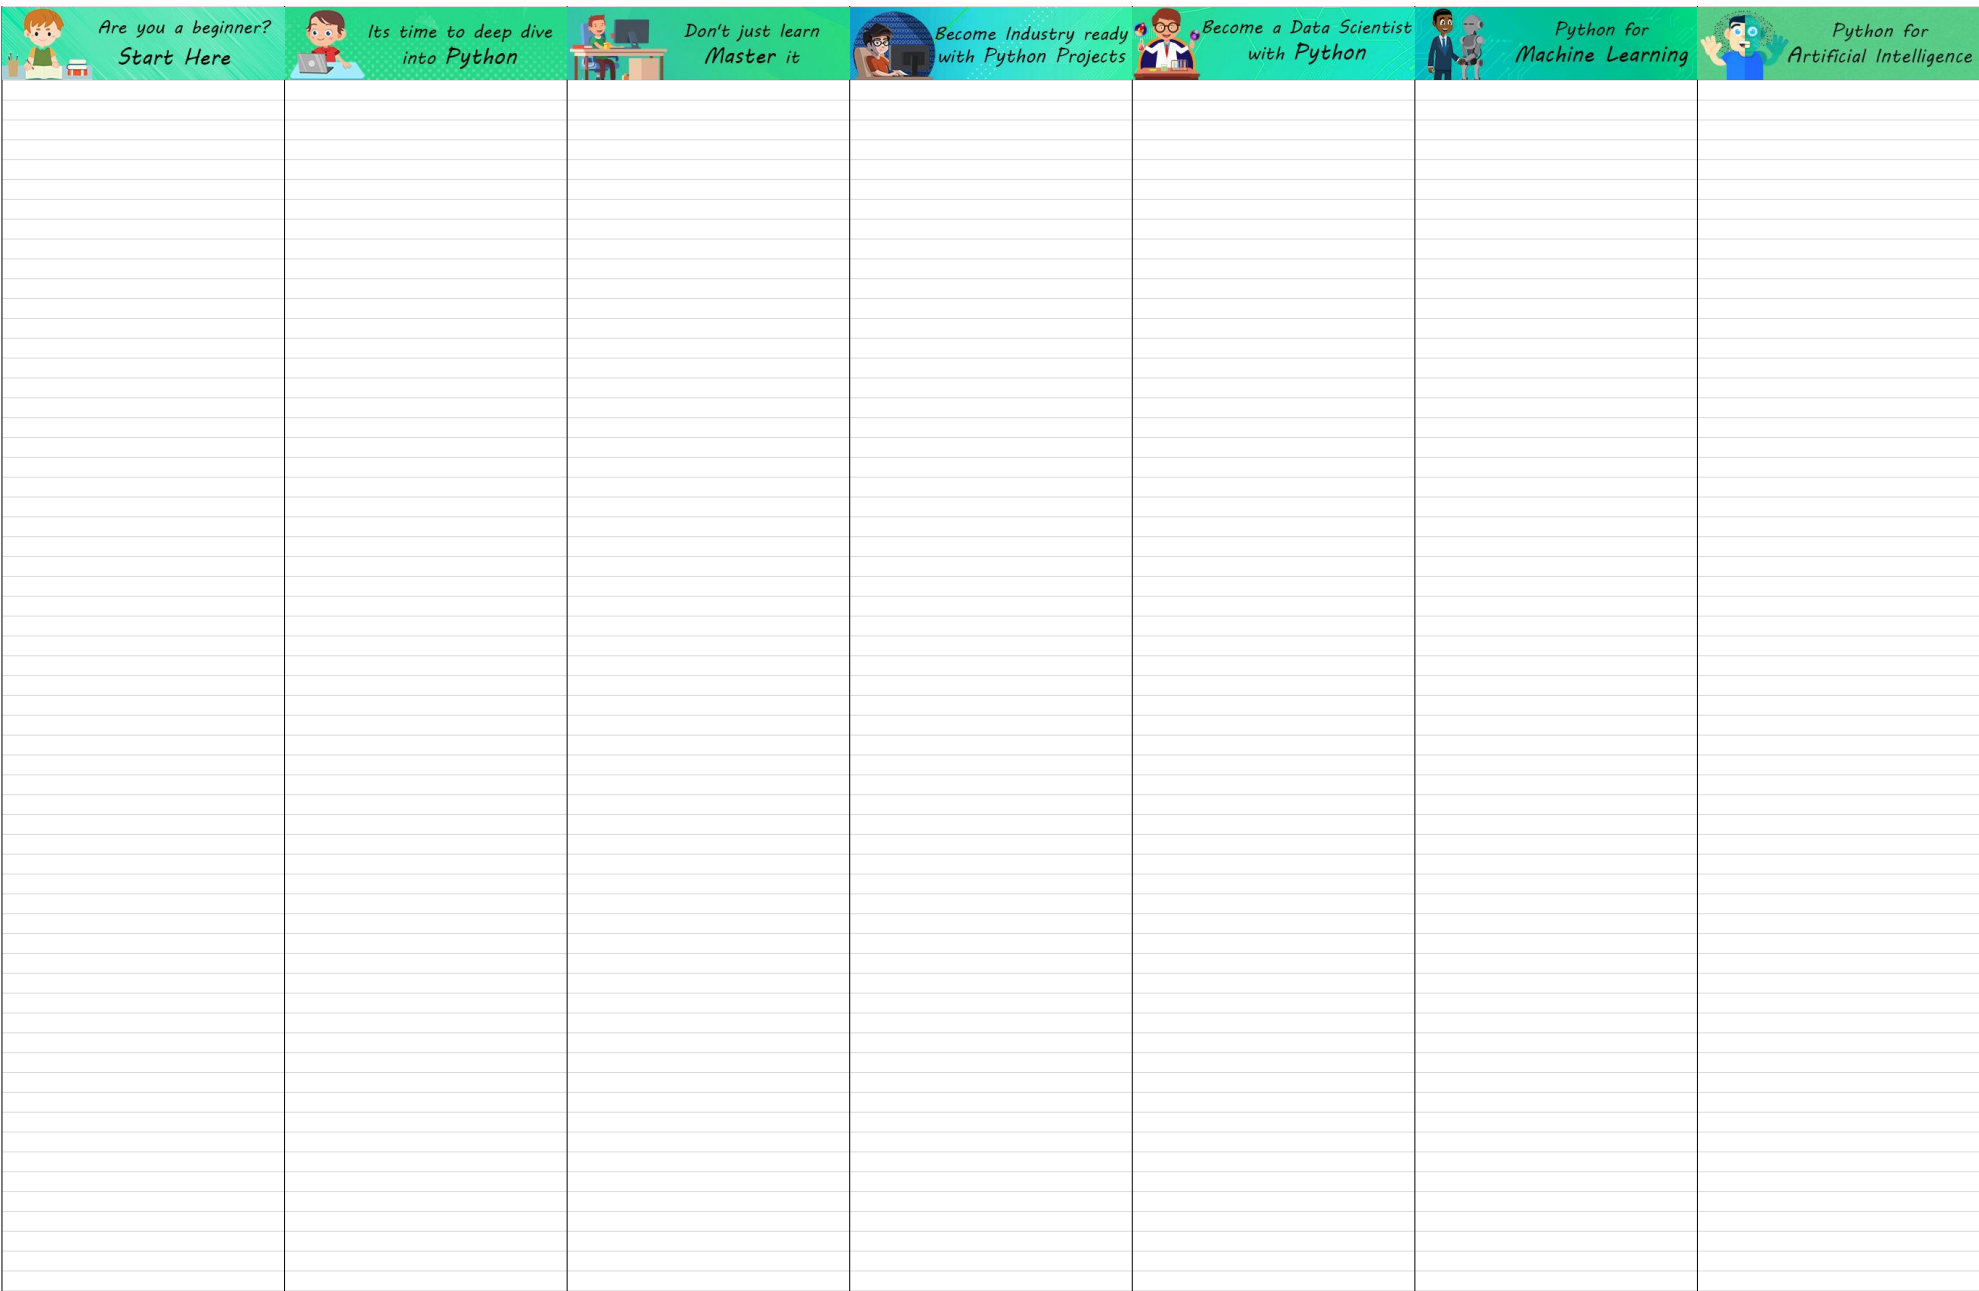 Are you a beginner?
Start Here
Its time to deep dive
into Python
Don't just learn
Master it
Become Industry ready
with Python Projects
Become a Data Scientist
with Python
Python for
Machine Learning
Python for
Artificial Intelligence